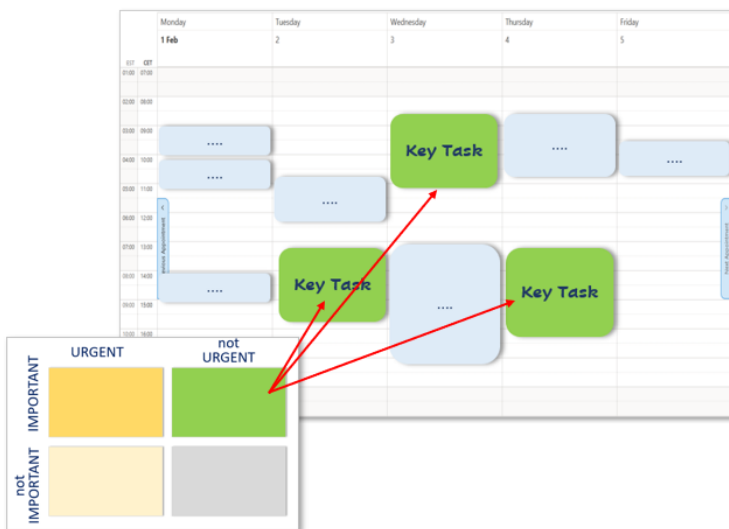 Monday Tuesday Wednesday Thursday Friday
1 Feb 2 3 4 5
EST CET
01:00 07:00
02:00 08:00
03:00 09:00
....
Key Task
....
04:00 10:00
....
....
05:00 11:00
....
06:00 12:00
07:00 13:00
Appointment
Next Appointment
08:00 14:00
....
Key Task
....
Key Task
09:00 15:00
10:00 16:00
URGENT
not
URGENT
IMPORTANT
not
IMPORTANT